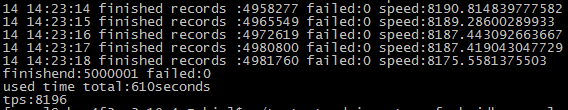 14 14:23:14 finished records :4958277 failed:0 speed:8190.814839777582
14 14:23:15 finished records :4965549 failed:0 speed:8189.28600289933
14 14:23:16 finished records :4972619 failed:0 speed:8187.443092663667
14 14:23:17 finished records :4980800 failed:0 speed:8187.419043047729
14 14:23:18 finished records :4981760 failed:0 speed:8175.5581375503
finishend:5000001 failed:0
used time total:610seconds
tps:8196